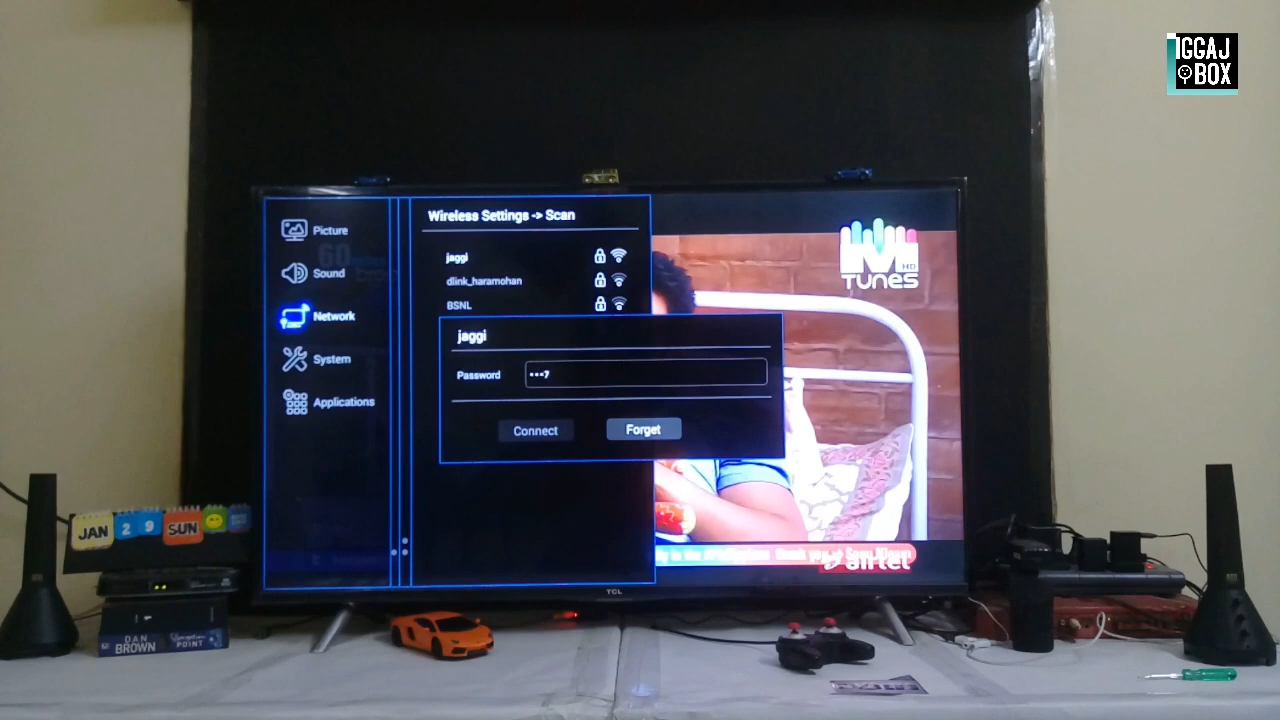 IGGAJ
BOX
Wireless Settings -> Scan
Picture
jaggi
Sound
dlink_haramohan
BSNL
Network
jaggi
System
Password
•••7
Applications
Connect
Forget
M
HD
TUNES
airtel
TCL
JAN
2 9
SUN
DAN
BROWN
POINT